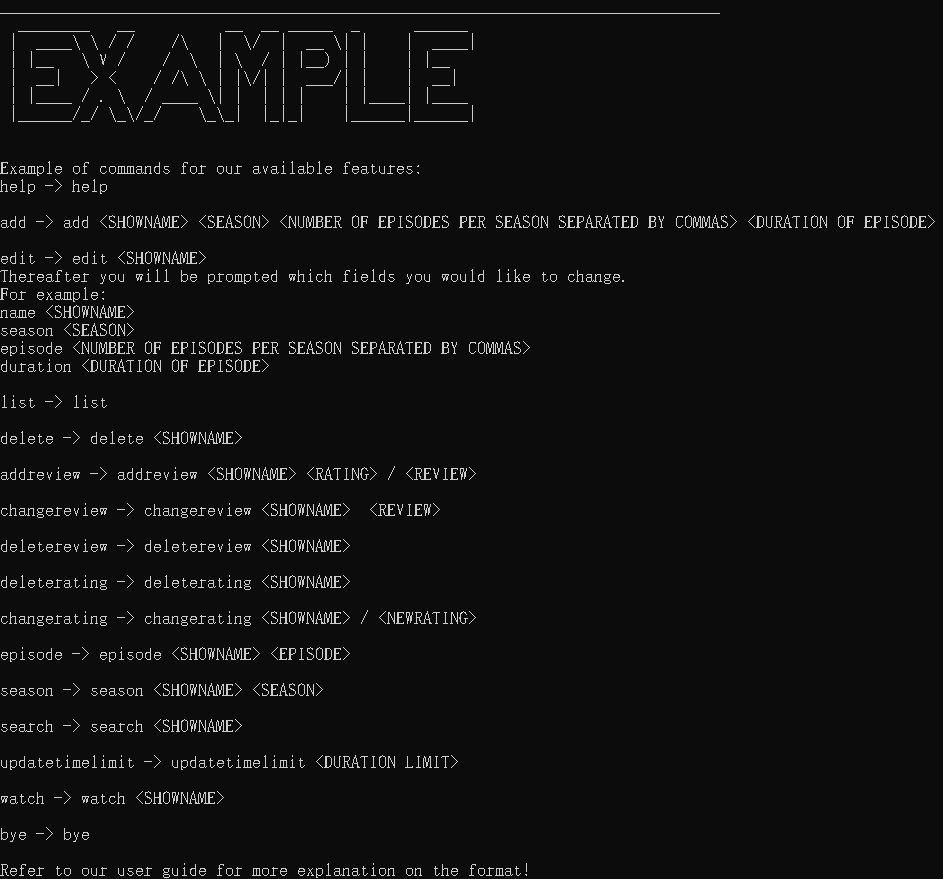 EXAMPLE
Example of commands for our available features:
help -> help
add -> add <SHOWNAME> <SEASON> <NUMBER OF EPISODES PER SEASON SEPARATED BY COMMAS> <DURATION OF EPISODE>
edit -> edit <SHOWNAME>
Thereafter you will be prompted which fields you would like to change.
For example:
name <SHOWNAME>
season <SEASON>
episode <NUMBER OF EPISODES PER SEASON SEPARATED BY COMMAS>
duration <DURATION OF EPISODE>
list -> list
delete -> delete <SHOWNAME>
addreview -> addreview <SHOWNAME> <RATING> / <REVIEW>
changereview -> changereview <SHOWNAME>  <REVIEW>
deletereview -> deletereview <SHOWNAME>
deleterating -> deleterating <SHOWNAME>
changerating -> changerating <SHOWNAME> / <NEWRATING>
episode -> episode <SHOWNAME> <EPISODE>
season -> season <SHOWNAME> <SEASON>
search -> search <SHOWNAME>
updatetimelimit -> updatetimelimit <DURATION LIMIT>
watch -> watch <SHOWNAME>
bye -> bye
Refer to our user guide for more explanation on the format!